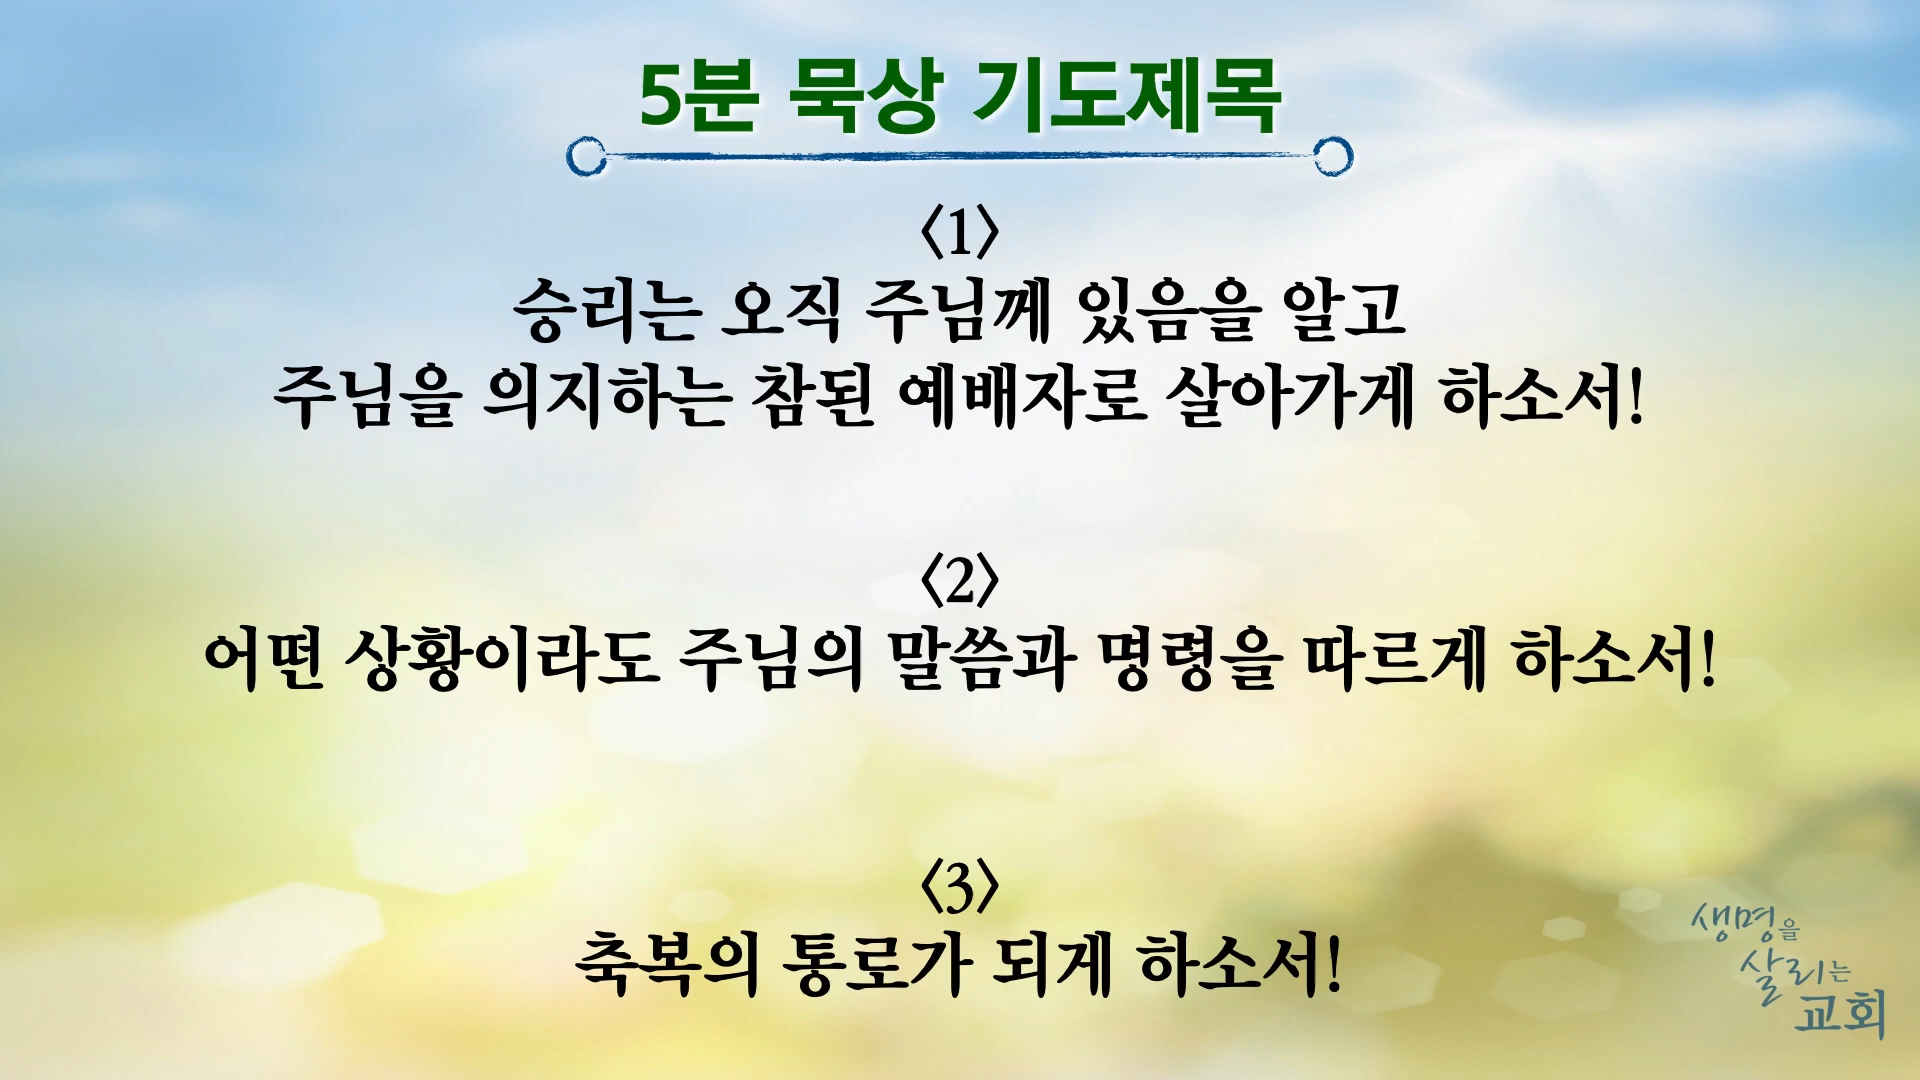 5분 묵상 기도제목
〈1〉
승리는 오직 주님께 있음을 알고
주님을 의지하는 참된 예배자로 살아가게 하소서!
〈2〉
어떤 상황이라도 주님의 말씀과 명령을 따르게 하소서!
〈3〉
축복의 통로가 되게 하소서!
생명을
살리는
교회